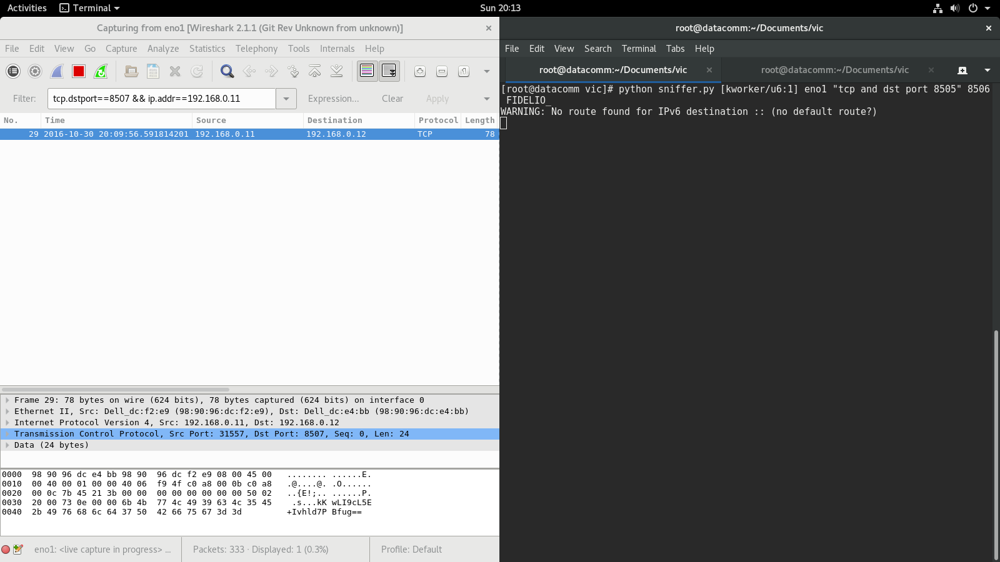 Activities Terminal Sun 20:13
Capturing from eno1 [Wireshark 2.1.1 (Git Rev Unknown from unknown)]
File Edit View Go Capture Analyze Statistics Telephony Tools Internals Help
Filter: tcp.dstport==8507 && ip.addr==192.168.0.11 Expression... Clear Apply
No. Time Source Destination Protocol Length
29 2016-10-30 20:09:56.591814201 192.168.0.11 192.168.0.12 TCP 78
Frame 29: 78 bytes on wire (624 bits), 78 bytes captured (624 bits) on interface 0
Ethernet II, Src: Dell_dc:f2:e9 (98:90:96:dc:f2:e9), Dst: Dell_dc:e4:bb (98:90:96:dc:e4:bb)
Internet Protocol Version 4, Src: 192.168.0.11, Dst: 192.168.0.12
Transmission Control Protocol, Src Port: 31557, Dst Port: 8507, Seq: 0, Len: 24
Data (24 bytes)
0000 98 90 96 dc e4 bb 98 90 96 dc f2 e9 08 00 45 00 ........ ......E.
0010 00 40 00 01 00 00 40 06 f9 4f c0 a8 00 0b c0 a8 .@....@. .O......
0020 00 0c 7b 45 21 3b 00 00 00 00 00 00 00 00 50 02 ..{E!;.. ......P.
0030 20 00 73 0e 00 00 6b 4b 77 4c 49 39 63 4c 35 45 .s...kK wLI9cL5E
0040 2b 49 76 68 6c 64 37 50 42 66 75 67 3d 3d +Ivhld7P Bfug==
eno1: <live capture in progress> ... Packets: 333 · Displayed: 1 (0.3%) Profile: Default
root@datacomm:~/Documents/vic
File Edit View Search Terminal Tabs Help
root@datacomm:~/Documents/vic root@datacomm:~/Documents/vic
[root@datacomm vic]# python sniffer.py [kworker/u6:1] eno1 "tcp and dst port 8505" 8506
FIDELIO
WARNING: No route found for IPv6 destination :: (no default route?)